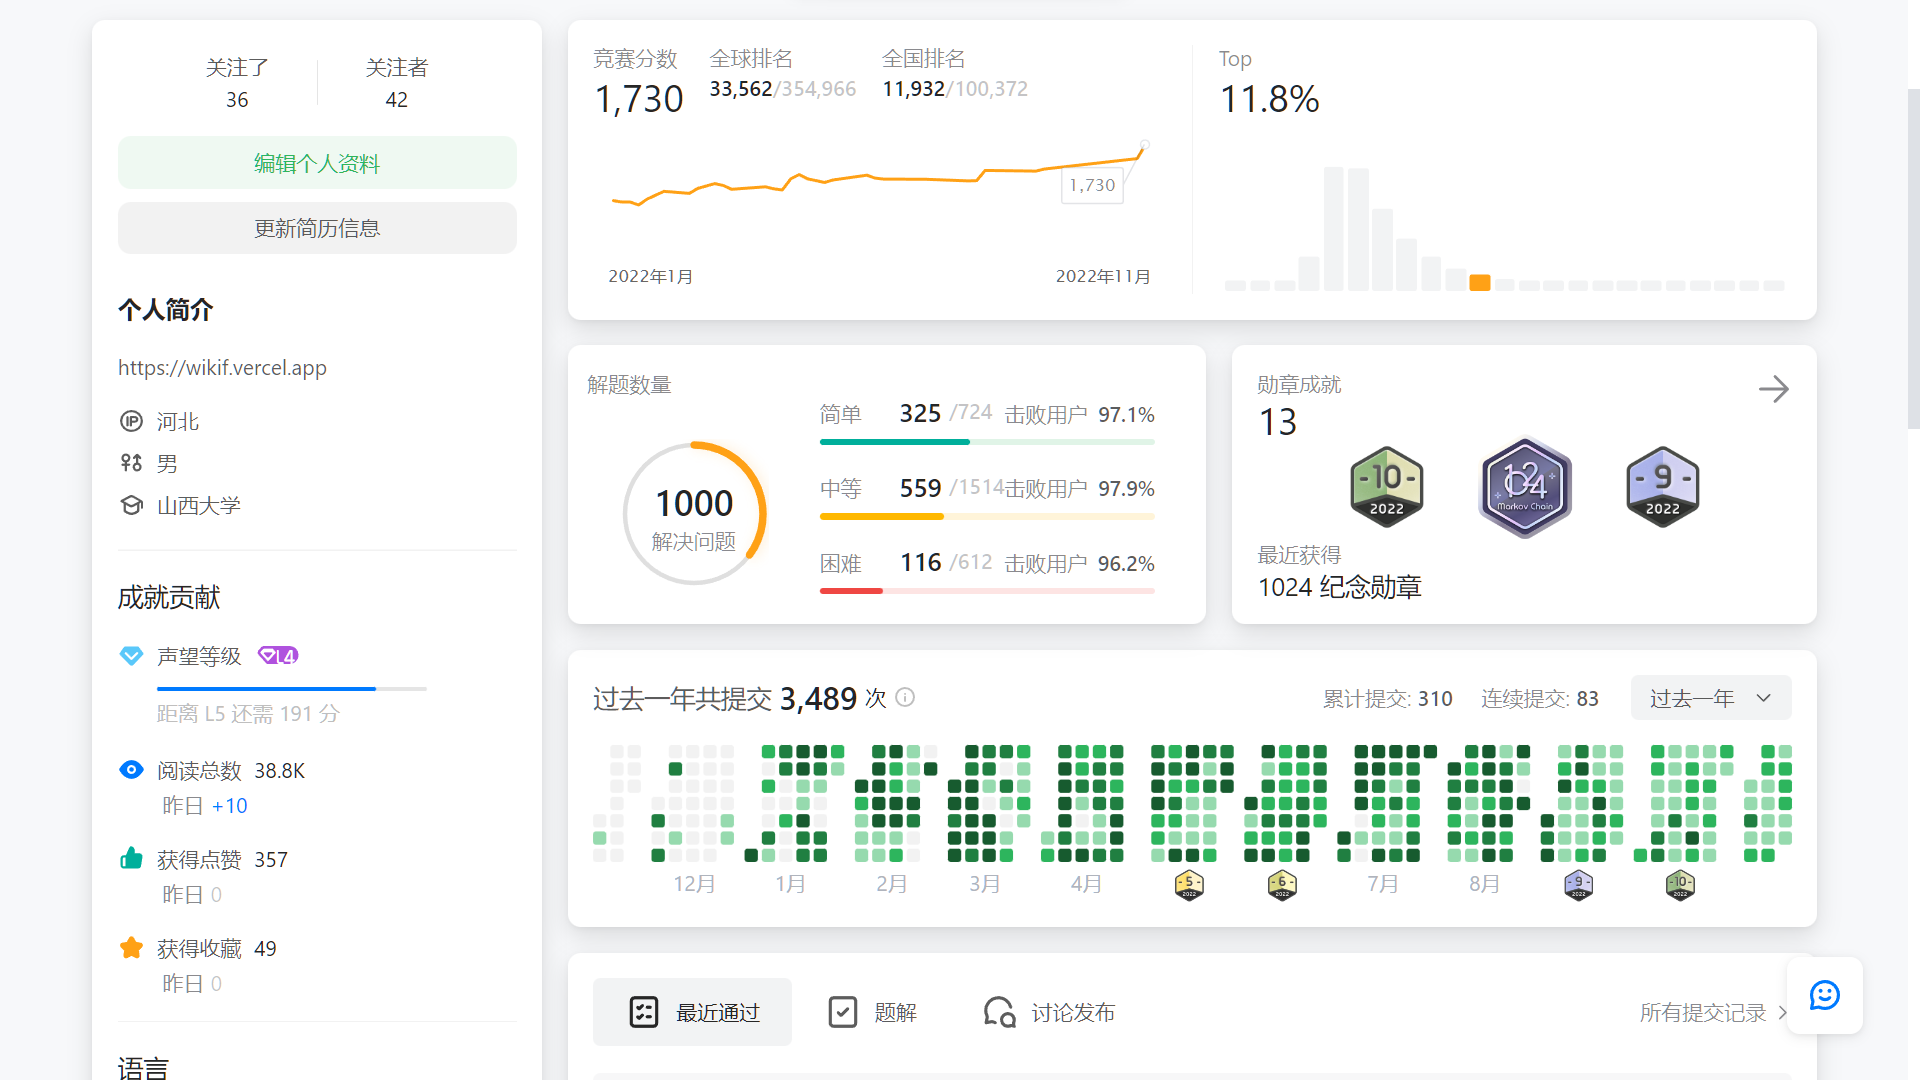 关注了
36
关注者
42
编辑个人资料
更新简历信息
个人简介
https://wikif.vercel.app
IP 河北
男
山西大学
成就贡献
声望等级 L4
距离 L5 还需 191 分
阅读总数 38.8K
昨日 +10
获得点赞 357
昨日 0
获得收藏 49
昨日 0
语言
竞赛分数
1,730
全球排名
33,562/354,966
全国排名
11,932/100,372
1,730
2022年1月
2022年11月
Top
11.8%
解题数量
1000
解决问题
简单 325 /724 击败用户 97.1%
中等 559 /1514 击败用户 97.9%
困难 116 /612 击败用户 96.2%
勋章成就
13
-10-
2022
1024
Markov Chain
- 9 -
2022
最近获得
1024 纪念勋章
过去一年共提交 3,489 次
累计提交: 310 连续提交: 83 过去一年
12月 1月 2月 3月 4月 -5- 2022 -6- 2022 7月 8月 -9- 2022 -10- 2022
最近通过 题解 讨论发布 所有提交记录